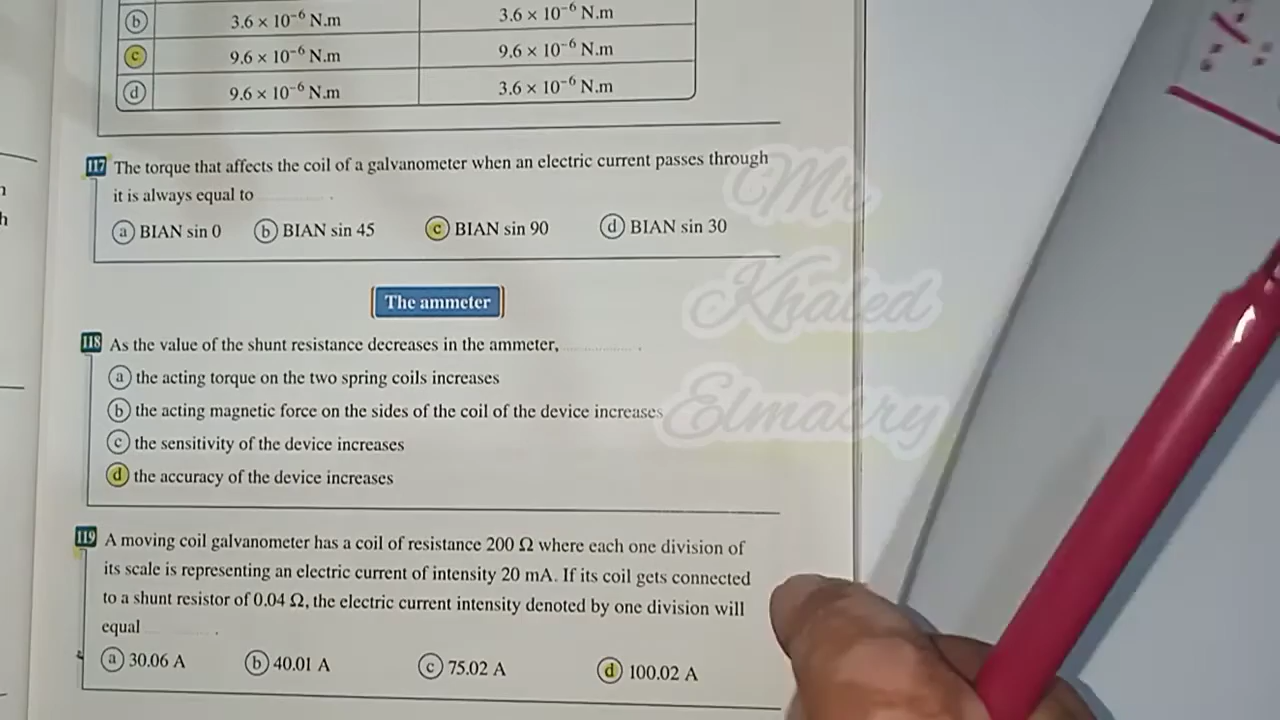 b 3.6 × 10⁻⁶ N.m 3.6 × 10⁻⁶ N.m
c 9.6 × 10⁻⁶ N.m 9.6 × 10⁻⁶ N.m
d 9.6 × 10⁻⁶ N.m 3.6 × 10⁻⁶ N.m
117 The torque that affects the coil of a galvanometer when an electric current passes through
it is always equal to ............ .
a BIAN sin 0 b BIAN sin 45 c BIAN sin 90 d BIAN sin 30
The ammeter
118 As the value of the shunt resistance decreases in the ammeter, ............ .
a the acting torque on the two spring coils increases
b the acting magnetic force on the sides of the coil of the device increases
c the sensitivity of the device increases
d the accuracy of the device increases
119 A moving coil galvanometer has a coil of resistance 200 Ω where each one division of
its scale is representing an electric current of intensity 20 mA. If its coil gets connected
to a shunt resistor of 0.04 Ω, the electric current intensity denoted by one division will
equal ............ .
a 30.06 A b 40.01 A c 75.02 A d 100.02 A
Mr
Khaled
Elmasry